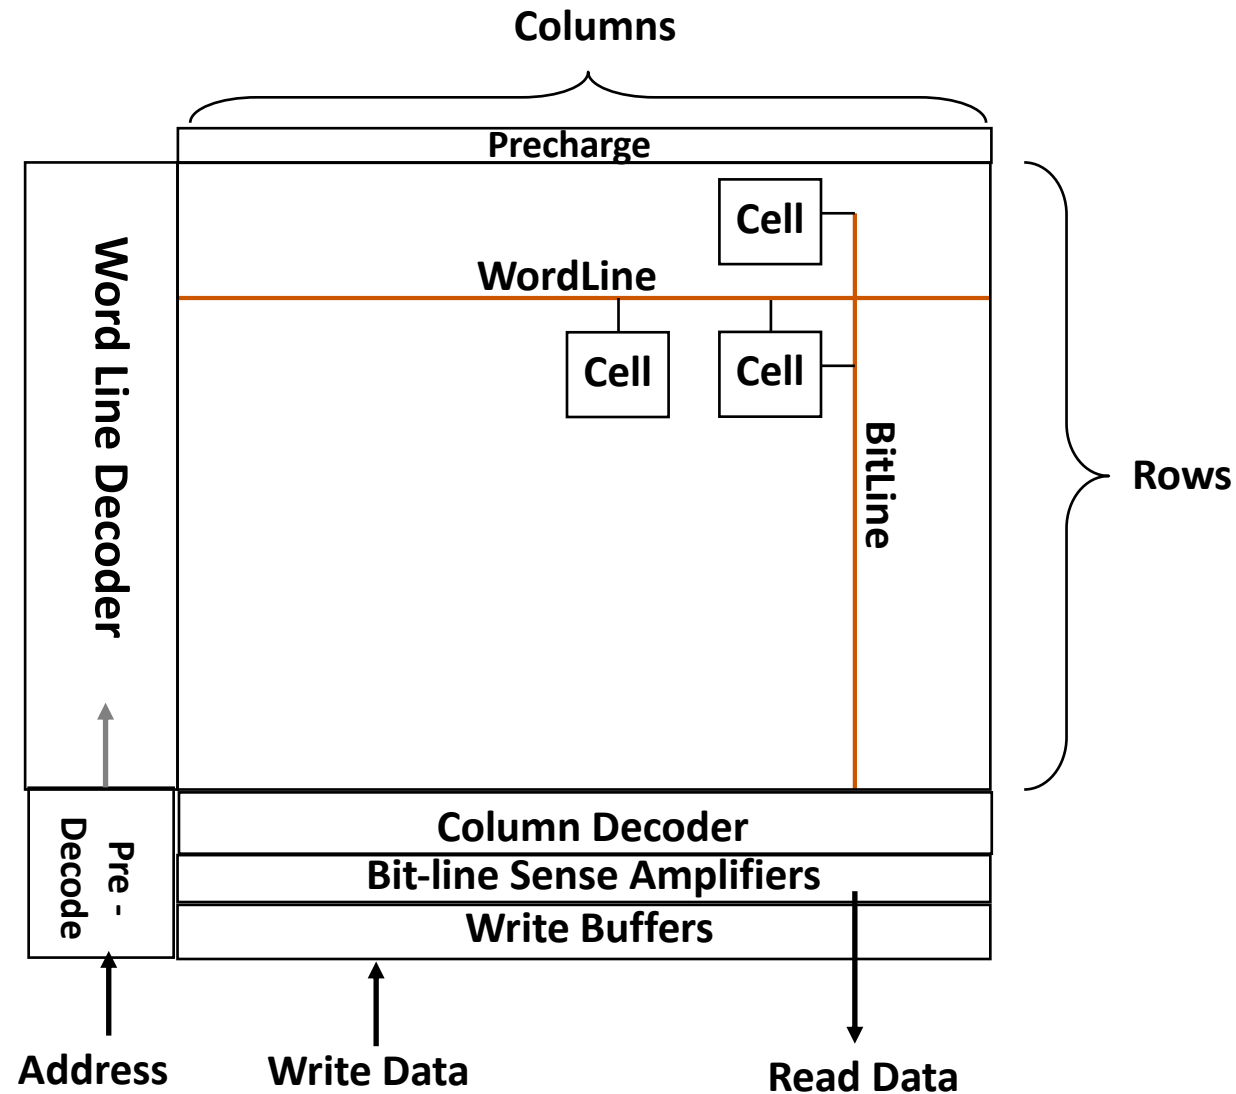 Columns
Precharge
Cell
WordLine
Cell
Cell
Word Line Decoder
BitLine
Rows
Pre -
Decode
Column Decoder
Bit-line Sense Amplifiers
Write Buffers
Address
Write Data
Read Data